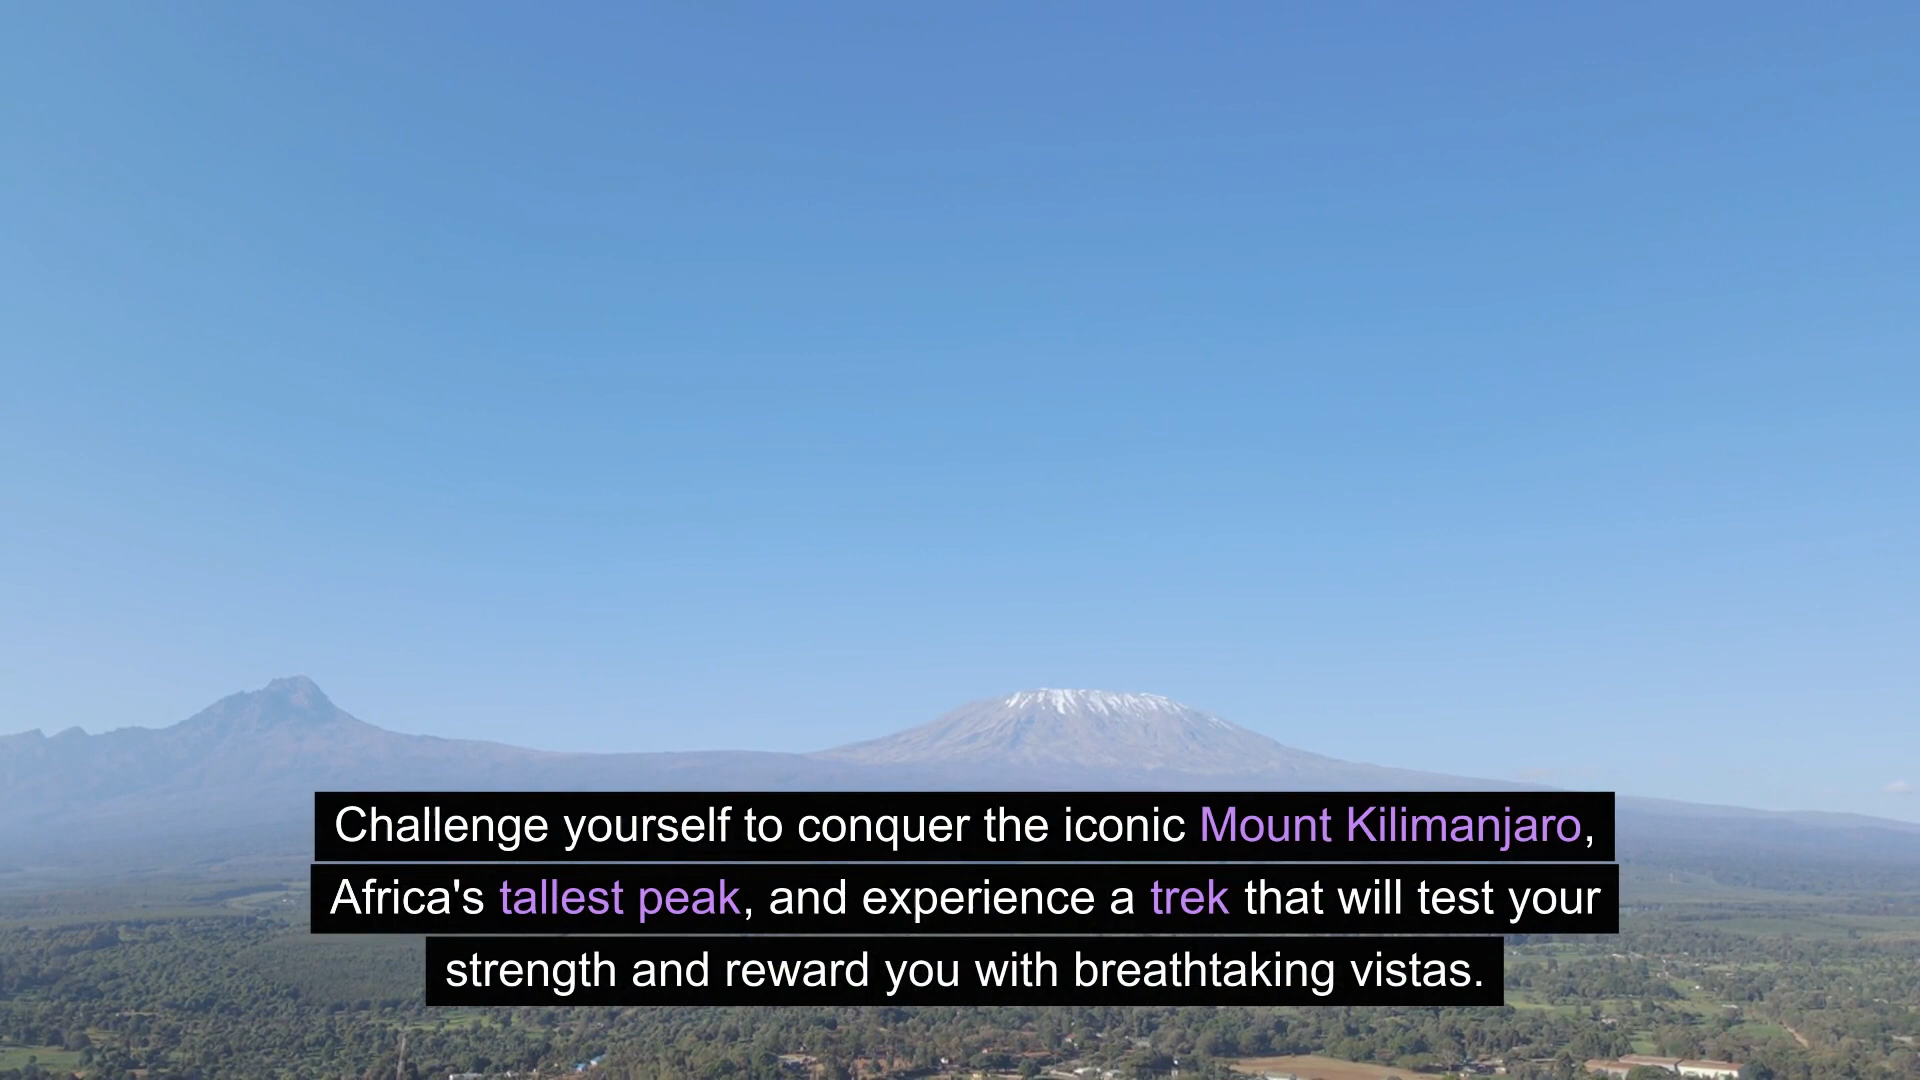 Challenge yourself to conquer the iconic Mount Kilimanjaro,
Africa's tallest peak, and experience a trek that will test your
strength and reward you with breathtaking vistas.